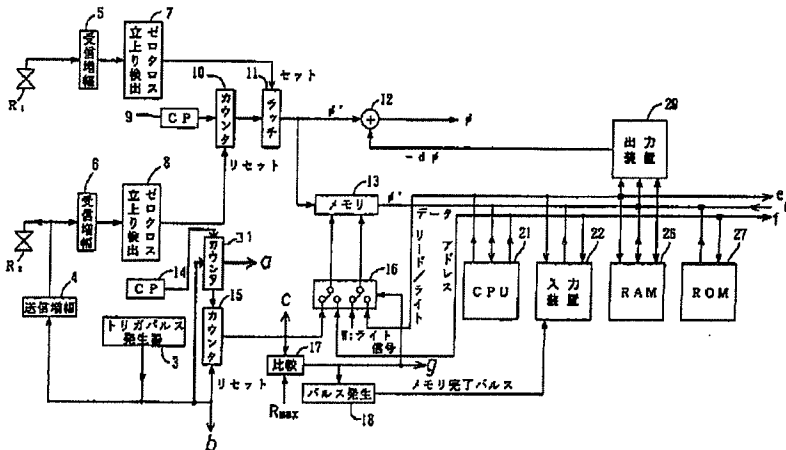 5
受信増幅
7
ゼロクロス
立上り検出
R₁
セット
10
カウンタ
11
ラッチ
9
CP
φ'
12
φ
-dφ
29
出力装置
6
受信増幅
8
ゼロクロス
立上り検出
リセット
R₂
13
メモリ
φ'
データ
リード/ライト
アドレス
e
f
21
CPU
22
入力装置
26
RAM
27
ROM
14
CP
31
カウンタ
a
15
カウンタ
16
4
送信増幅
トリガパルス
発生器
3
W:ライト
信号
C
17
比較
g
リセット
Rmax
パルス発生
18
メモリ完了パルス
b